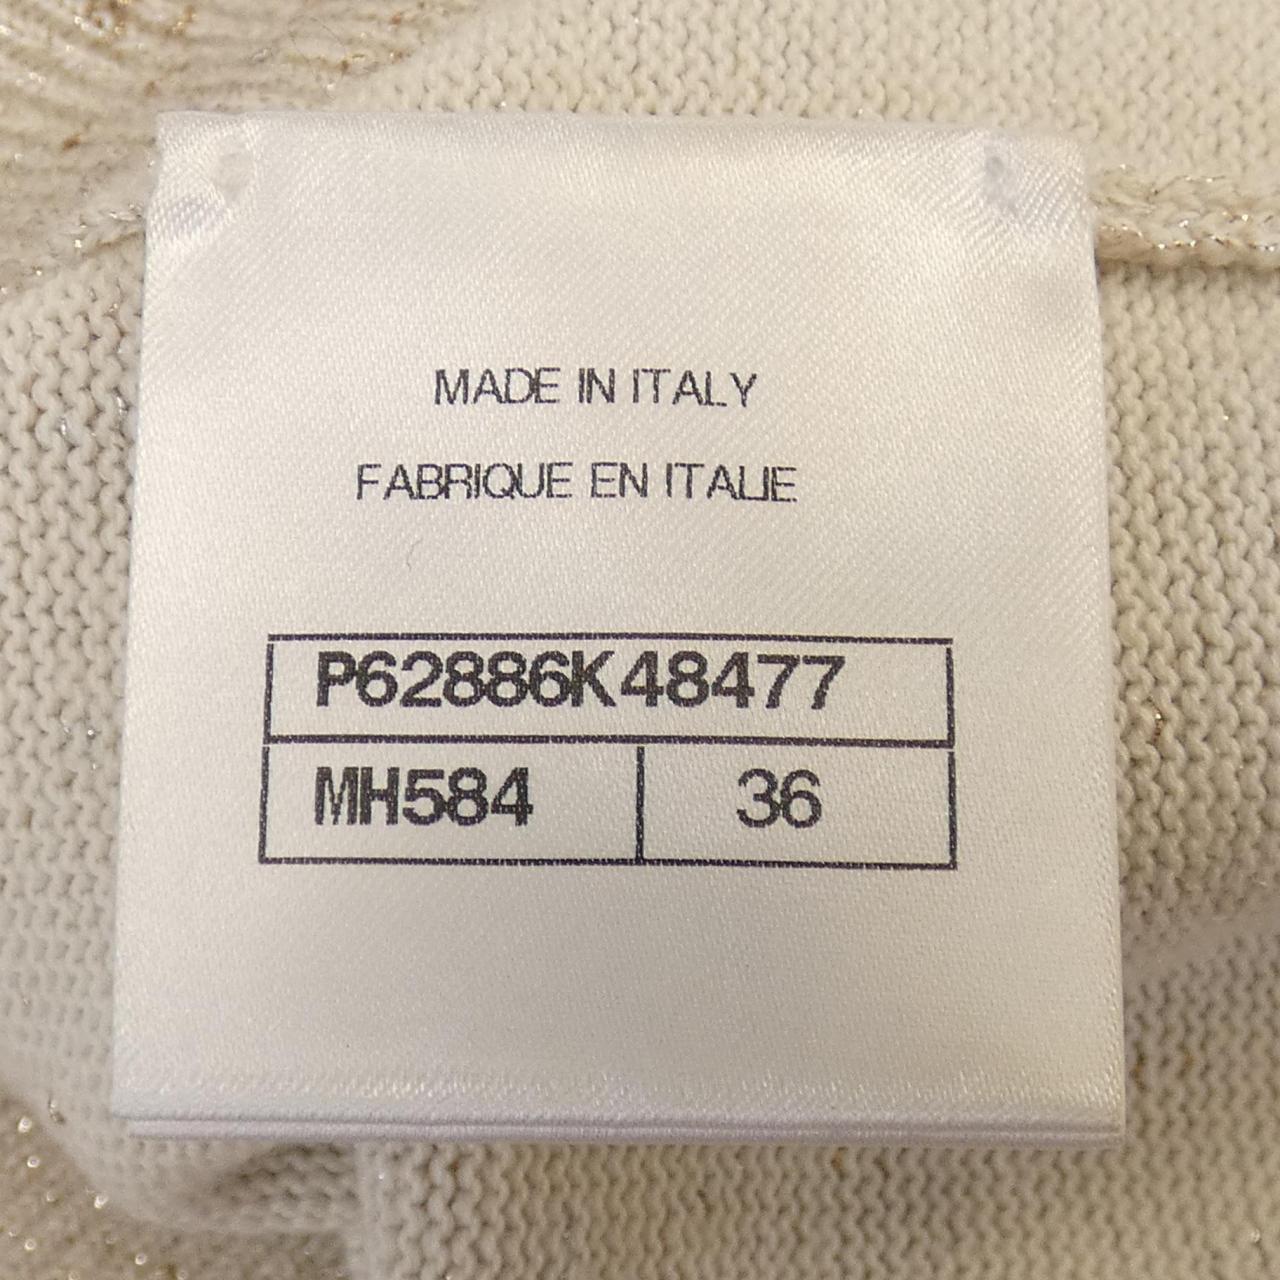 MADE IN ITALY
FABRIQUE EN ITALIE
P62886K48477
MH584 36